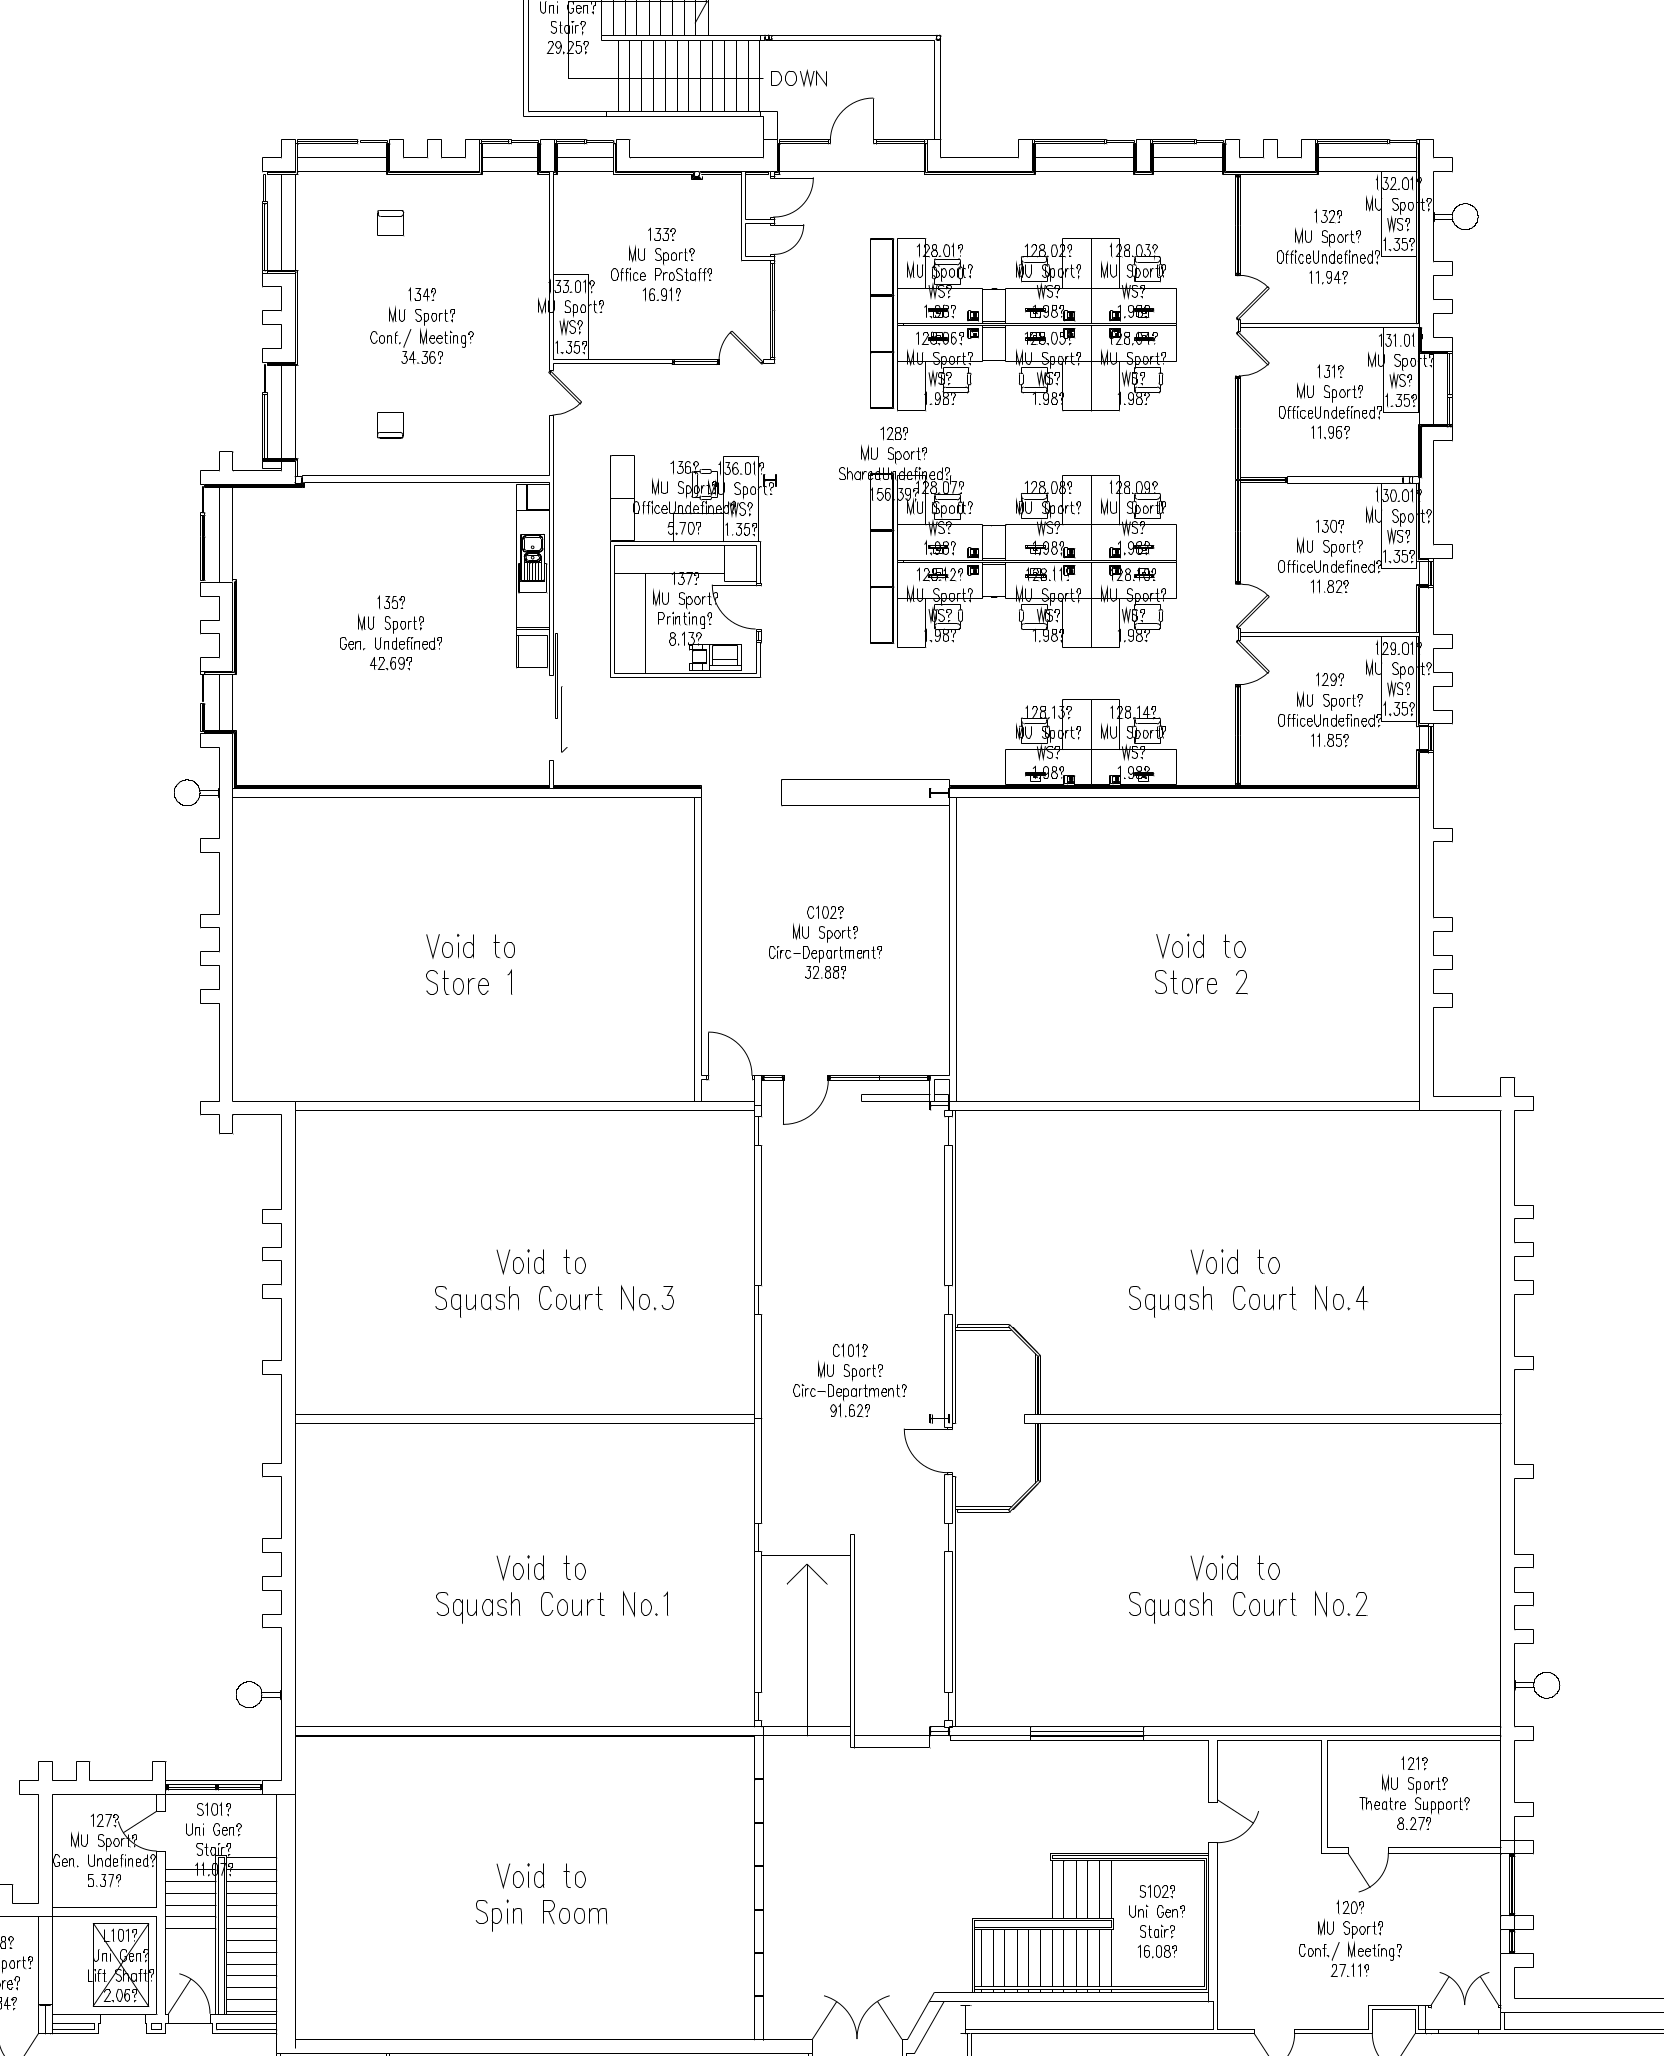 Uni Gen?
Stair?
29.25?
DOWN
132?
MU Sport?
OfficeUndefined?
11.94?
132.01?
MU Sport?
WS?
1.35?
133?
MU Sport?
Office ProStaff?
16.91?
133.01?
MU Sport?
WS?
1.35?
134?
MU Sport?
Conf./ Meeting?
34.36?
128.01?
MU Sport?
WS?
1.98?
128.02?
MU Sport?
WS?
1.98?
128.03?
MU Sport?
WS?
1.98?
128.06?
MU Sport?
WS?
1.98?
128.05?
MU Sport?
WS?
1.98?
128.04?
MU Sport?
WS?
1.98?
131?
MU Sport?
OfficeUndefined?
11.96?
131.01?
MU Sport?
WS?
1.35?
128?
MU Sport?
SharedUndefined?
156.39?
136?
MU Sport?
OfficeUndefined?
5.70?
136.01?
MU Sport?
WS?
1.35?
128.07?
MU Sport?
WS?
1.98?
128.08?
MU Sport?
WS?
1.98?
128.09?
MU Sport?
WS?
1.98?
130?
MU Sport?
OfficeUndefined?
11.82?
130.01?
MU Sport?
WS?
1.35?
137?
MU Sport?
Printing?
8.13?
128.12?
MU Sport?
WS?
1.98?
128.11?
MU Sport?
WS?
1.98?
128.10?
MU Sport?
WS?
1.98?
135?
MU Sport?
Gen. Undefined?
42.69?
129?
MU Sport?
OfficeUndefined?
11.85?
129.01?
MU Sport?
WS?
1.35?
128.13?
MU Sport?
WS?
1.98?
128.14?
MU Sport?
WS?
1.98?
Void to
Store 1
C102?
MU Sport?
Circ-Department?
32.88?
Void to
Store 2
Void to
Squash Court No.3
Void to
Squash Court No.4
C101?
MU Sport?
Circ-Department?
91.62?
Void to
Squash Court No.1
Void to
Squash Court No.2
121?
MU Sport?
Theatre Support?
8.27?
127?
MU Sport?
Gen. Undefined?
5.37?
S101?
Uni Gen?
Stair?
11.07?
Void to
Spin Room
S102?
Uni Gen?
Stair?
16.08?
120?
MU Sport?
Conf./ Meeting?
27.11?
L101?
Uni Gen?
Lift Shaft?
2.06?
8?
port?
re?
34?